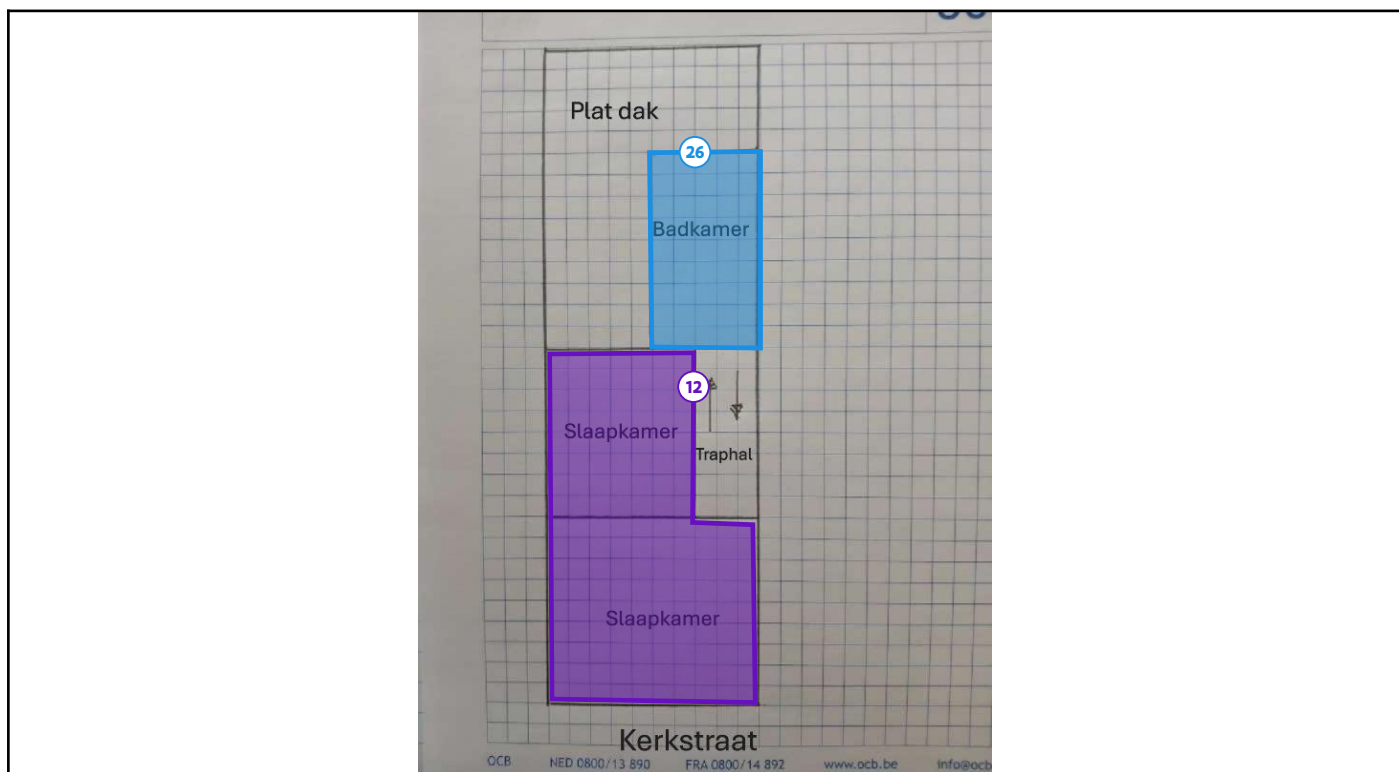 Plat dak
26
Badkamer
12
Slaapkamer
Traphal
Slaapkamer
Kerkstraat
OCB NED 0800/13 890 FRA 0800/14 892 www.ocb.be info@ocb